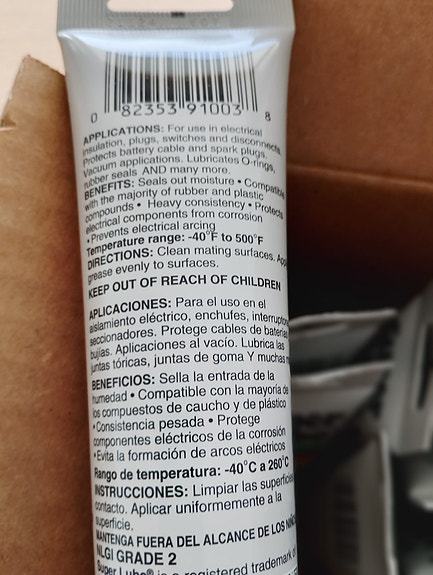 0 82353 91003 8
APPLICATIONS: For use in electrical
insulation, plugs, switches and disconnects.
Protects battery cable and spark plugs.
Vacuum applications. Lubricates O-rings,
rubber seals AND many more.
BENEFITS: Seals out moisture • Compatible
with the majority of rubber and plastic
compounds • Heavy consistency • Protects
electrical components from corrosion
• Prevents electrical arcing
Temperature range: -40°F to 500°F
DIRECTIONS: Clean mating surfaces. App
grease evenly to surfaces.
KEEP OUT OF REACH OF CHILDREN
APLICACIONES: Para el uso en el
aislamiento eléctrico, enchufes, interruptor
seccionadores. Protege cables de baterías
bujías. Aplicaciones al vacío. Lubrica las
juntas tóricas, juntas de goma Y muchas m
BENEFICIOS: Sella la entrada de la
humedad • Compatible con la mayoría de
los compuestos de caucho y de plástico
•Consistencia pesada • Protege
componentes eléctricos de la corrosión
•Evita la formación de arcos eléctricos
Rango de temperatura: -40°C a 260°C
INSTRUCCIONES: Limpiar las superficies
contacto. Aplicar uniformemente a la
superficie.
MANTENGA FUERA DEL ALCANCE DE LOS NIÑOS
NLGI GRADE 2
Super Lube® is a registered trademark of